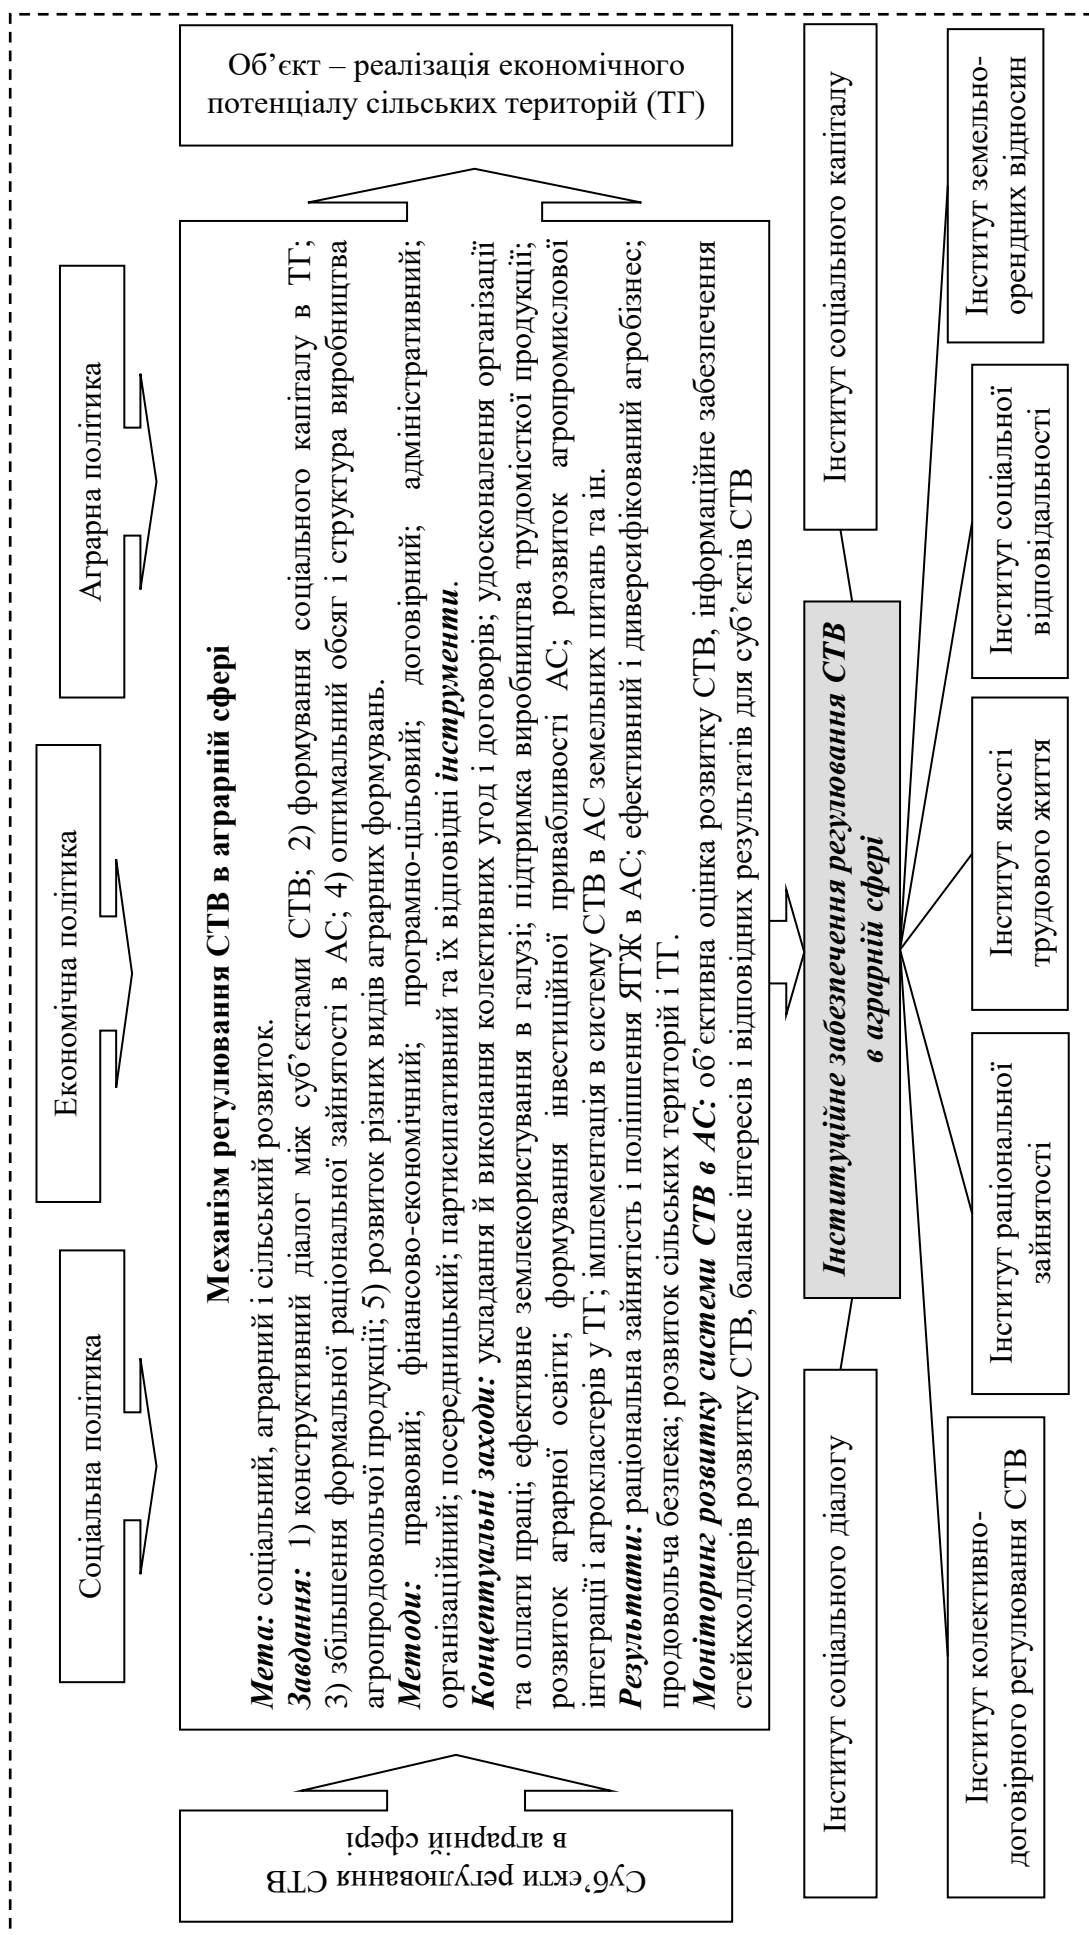 Соціальна політика
Економічна політика
Аграрна політика
Суб’єкти регулювання СТВ
в аграрній сфері
Механізм регулювання СТВ в аграрній сфері
Мета: соціальний, аграрний і сільський розвиток.
Завдання: 1) конструктивний діалог між суб’єктами СТВ; 2) формування соціального капіталу в ТГ;
3) збільшення формальної раціональної зайнятості в АС; 4) оптимальний обсяг і структура виробництва
агропродовольчої продукції; 5) розвиток різних видів аграрних формувань.
Методи: правовий; фінансово-економічний; програмно-цільовий; договірний; адміністративний;
організаційний; посередницький; партисипативний та їх відповідні інструменти.
Концептуальні заходи: укладання й виконання колективних угод і договорів; удосконалення організації
та оплати праці; ефективне землекористування в галузі; підтримка виробництва трудомісткої продукції;
розвиток аграрної освіти; формування інвестиційної привабливості АС; розвиток агропромислової
інтеграції і агрокластерів у ТГ; імплементація в систему СТВ в АС земельних питань та ін.
Результати: раціональна зайнятість і поліпшення ЯТЖ в АС; ефективний і диверсифікований агробізнес;
продовольча безпека; розвиток сільських територій і ТГ.
Моніторинг розвитку системи СТВ в АС: об’єктивна оцінка розвитку СТВ, інформаційне забезпечення
стейкхолдерів розвитку СТВ, баланс інтересів і відповідних результатів для суб’єктів СТВ
Об’єкт – реалізація економічного
потенціалу сільських територій (ТГ)
Інститут соціального діалогу
Інституційне забезпечення регулювання СТВ
в аграрній сфері
Інститут соціального капіталу
Інститут колективно-
договірного регулювання СТВ
Інститут раціональної
зайнятості
Інститут якості
трудового життя
Інститут соціальної
відповідальності
Інститут земельно-
орендних відносин